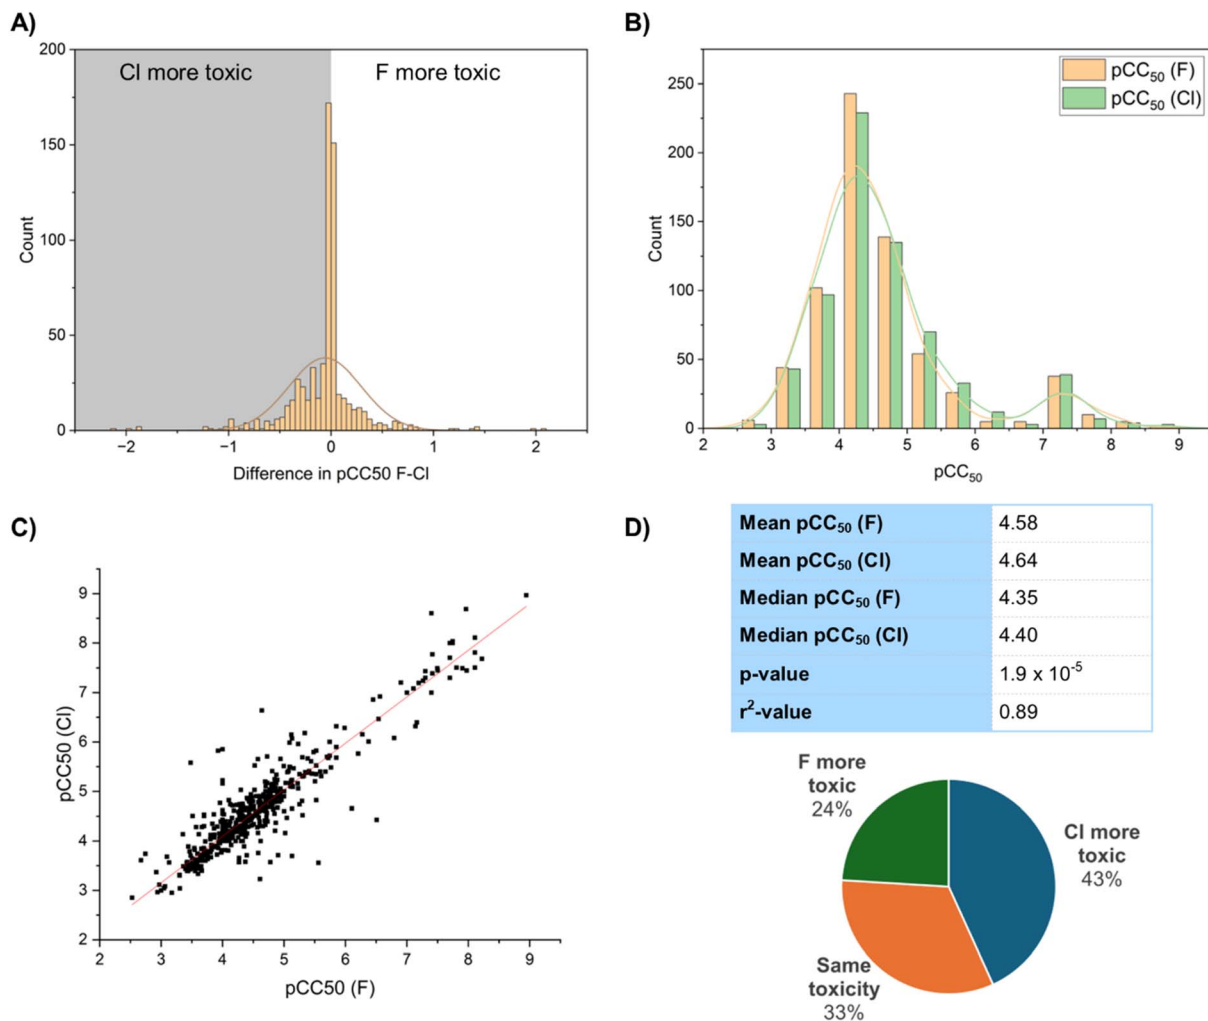 A)
200
150
100
50
0
Cl more toxic
F more toxic
Count
−2
−1
0
1
2
Difference in pCC50 F-Cl
B)
250
200
150
100
50
0
pCC₅₀ (F)
pCC₅₀ (Cl)
Count
2
3
4
5
6
7
8
9
pCC₅₀
C)
9
8
7
6
5
4
3
2
pCC50 (Cl)
2
3
4
5
6
7
8
9
pCC50 (F)
D)
Mean pCC₅₀ (F) 4.58
Mean pCC₅₀ (Cl) 4.64
Median pCC₅₀ (F) 4.35
Median pCC₅₀ (Cl) 4.40
p-value 1.9 x 10⁻⁵
r²-value 0.89
F more
toxic
24%
Cl more
toxic
43%
Same
toxicity
33%